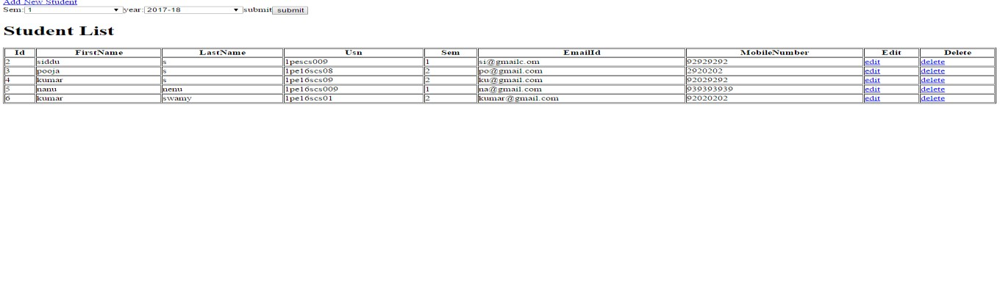 Add New Student
Sem: 1 year: 2017-18 submit submit
Student List
Id FirstName LastName Usn Sem EmailId MobileNumber Edit Delete
2 siddu s 1pescs009 1 si@gmailc.om 92929292 edit delete
3 pooja s 1pe16scs08 2 po@gmail.com 2920202 edit delete
4 kumar s 1pe16scs09 2 ku@gmail.com 92029292 edit delete
5 nanu nenu 1pe16scs009 1 na@gmail.com 939393939 edit delete
6 kumar swamy 1pe16scs01 2 kumar@gmail.com 92020202 edit delete